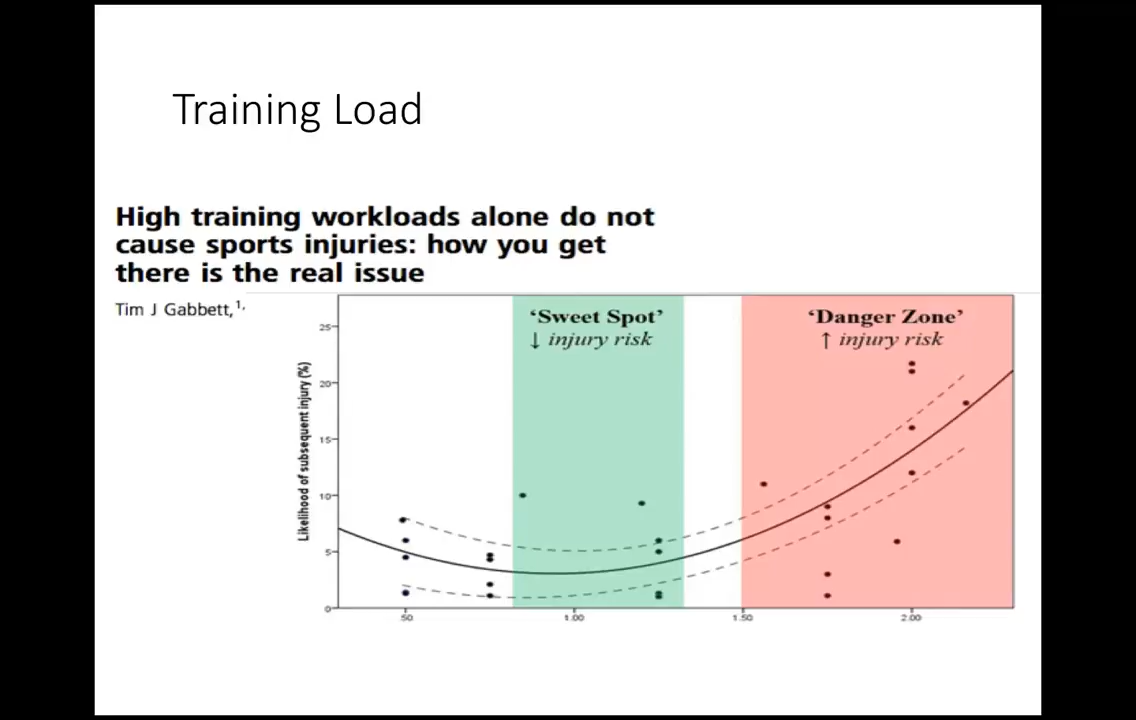 Training Load
High training workloads alone do not
cause sports injuries: how you get
there is the real issue
Tim J Gabbett,1,
'Sweet Spot'
↓ injury risk
'Danger Zone'
↑ injury risk
Likelihood of subsequent injury (%)
25
20
15
10
5
0
.50
1.00
1.50
2.00